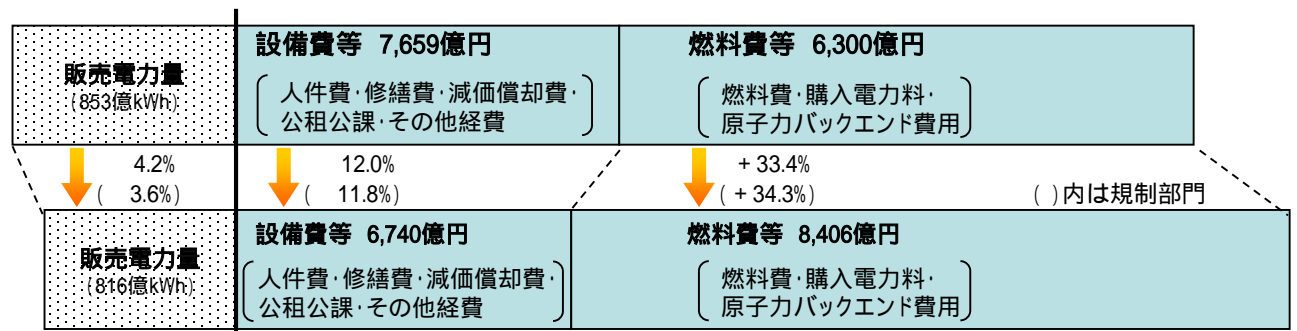 設備費等 7,659億円
燃料費等 6,300億円
販売電力量
(853億kWh)
人件費・修繕費・減価償却費・
公租公課・その他経費
燃料費・購入電力料・
原子力バックエンド費用
4.2%
( 3.6%)
12.0%
( 11.8%)
+33.4%
(+34.3%)
( )内は規制部門
設備費等 6,740億円
燃料費等 8,406億円
販売電力量
(816億kWh)
人件費・修繕費・減価償却費・
公租公課・その他経費
燃料費・購入電力料・
原子力バックエンド費用